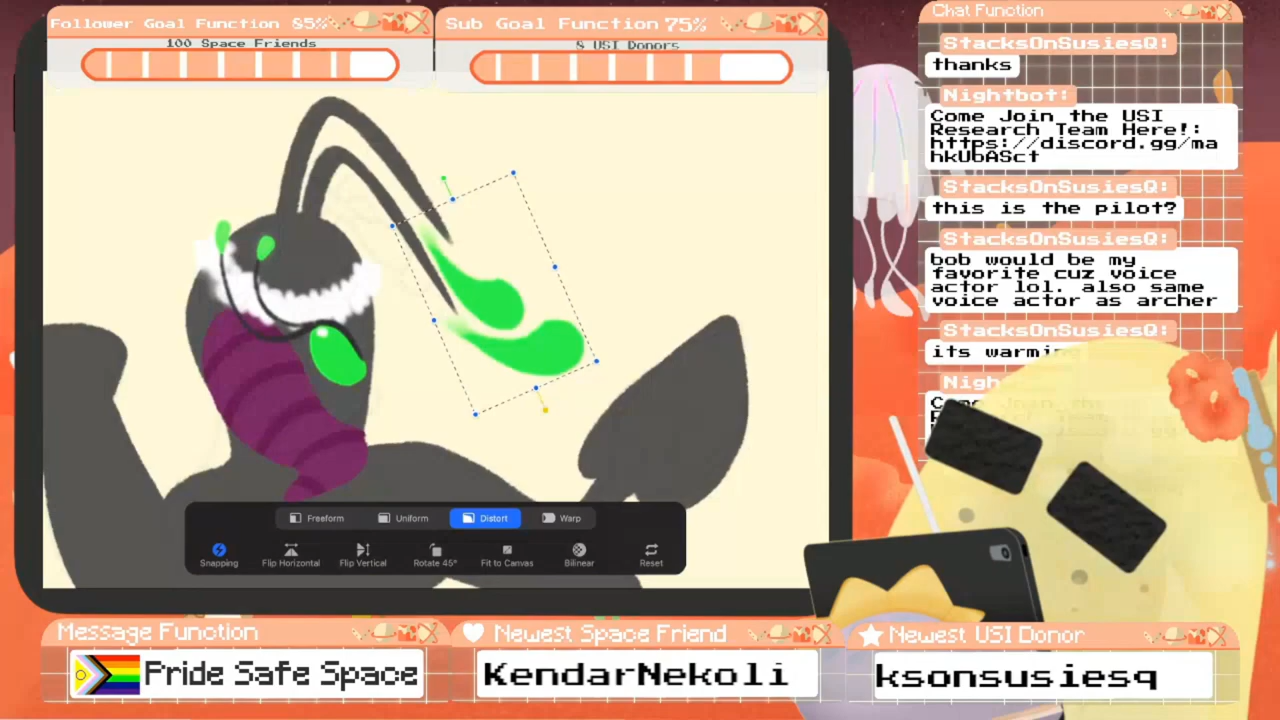 Follower Goal Function 85%
100 Space Friends
Sub Goal Function 75%
8 USI Donors
Chat Function
StacksOnSusiesQ:
thanks
Nightbot:
Come Join the USI
Research Team Here!:
https://discord.gg/ma
hkUbASct
StacksOnSusiesQ:
this is the pilot?
StacksOnSusiesQ:
bob would be my
favorite cuz voice
actor lol. also same
voice actor as archer
StacksOnSusiesQ:
its warming
Nigh
Freeform
Uniform
Distort
Warp
Snapping
Flip Horizontal
Flip Vertical
Rotate 45°
Fit to Canvas
Bilinear
Reset
Message Function
Pride Safe Space
Newest Space Friend
KendarNekoli
Newest USI Donor
ksonsusiesq